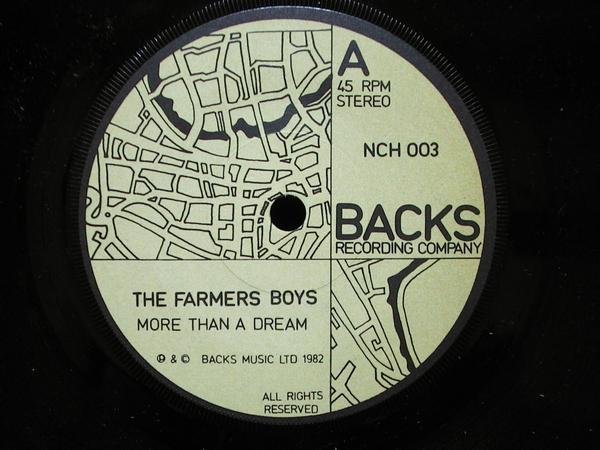 A
45 RPM
STEREO
NCH 003
BACKS
RECORDING COMPANY
THE FARMERS BOYS
MORE THAN A DREAM
℗ & © BACKS MUSIC LTD 1982
ALL RIGHTS
RESERVED